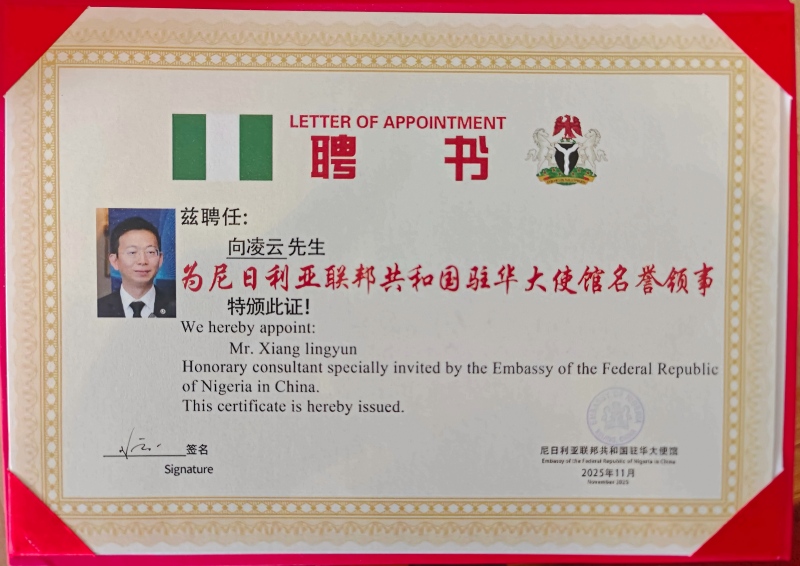 LETTER OF APPOINTMENT
聘 书
兹聘任:
向凌云 先生
为尼日利亚联邦共和国驻华大使馆名誉领事
特颁此证!
We hereby appoint:
Mr. Xiang lingyun
Honorary consultant specially invited by the Embassy of the Federal Republic
of Nigeria in China.
This certificate is hereby issued.
签名
Signature
尼日利亚联邦共和国驻华大使馆
Embassy of the Federal Republic of Nigeria in China
2025年11月
November 2025